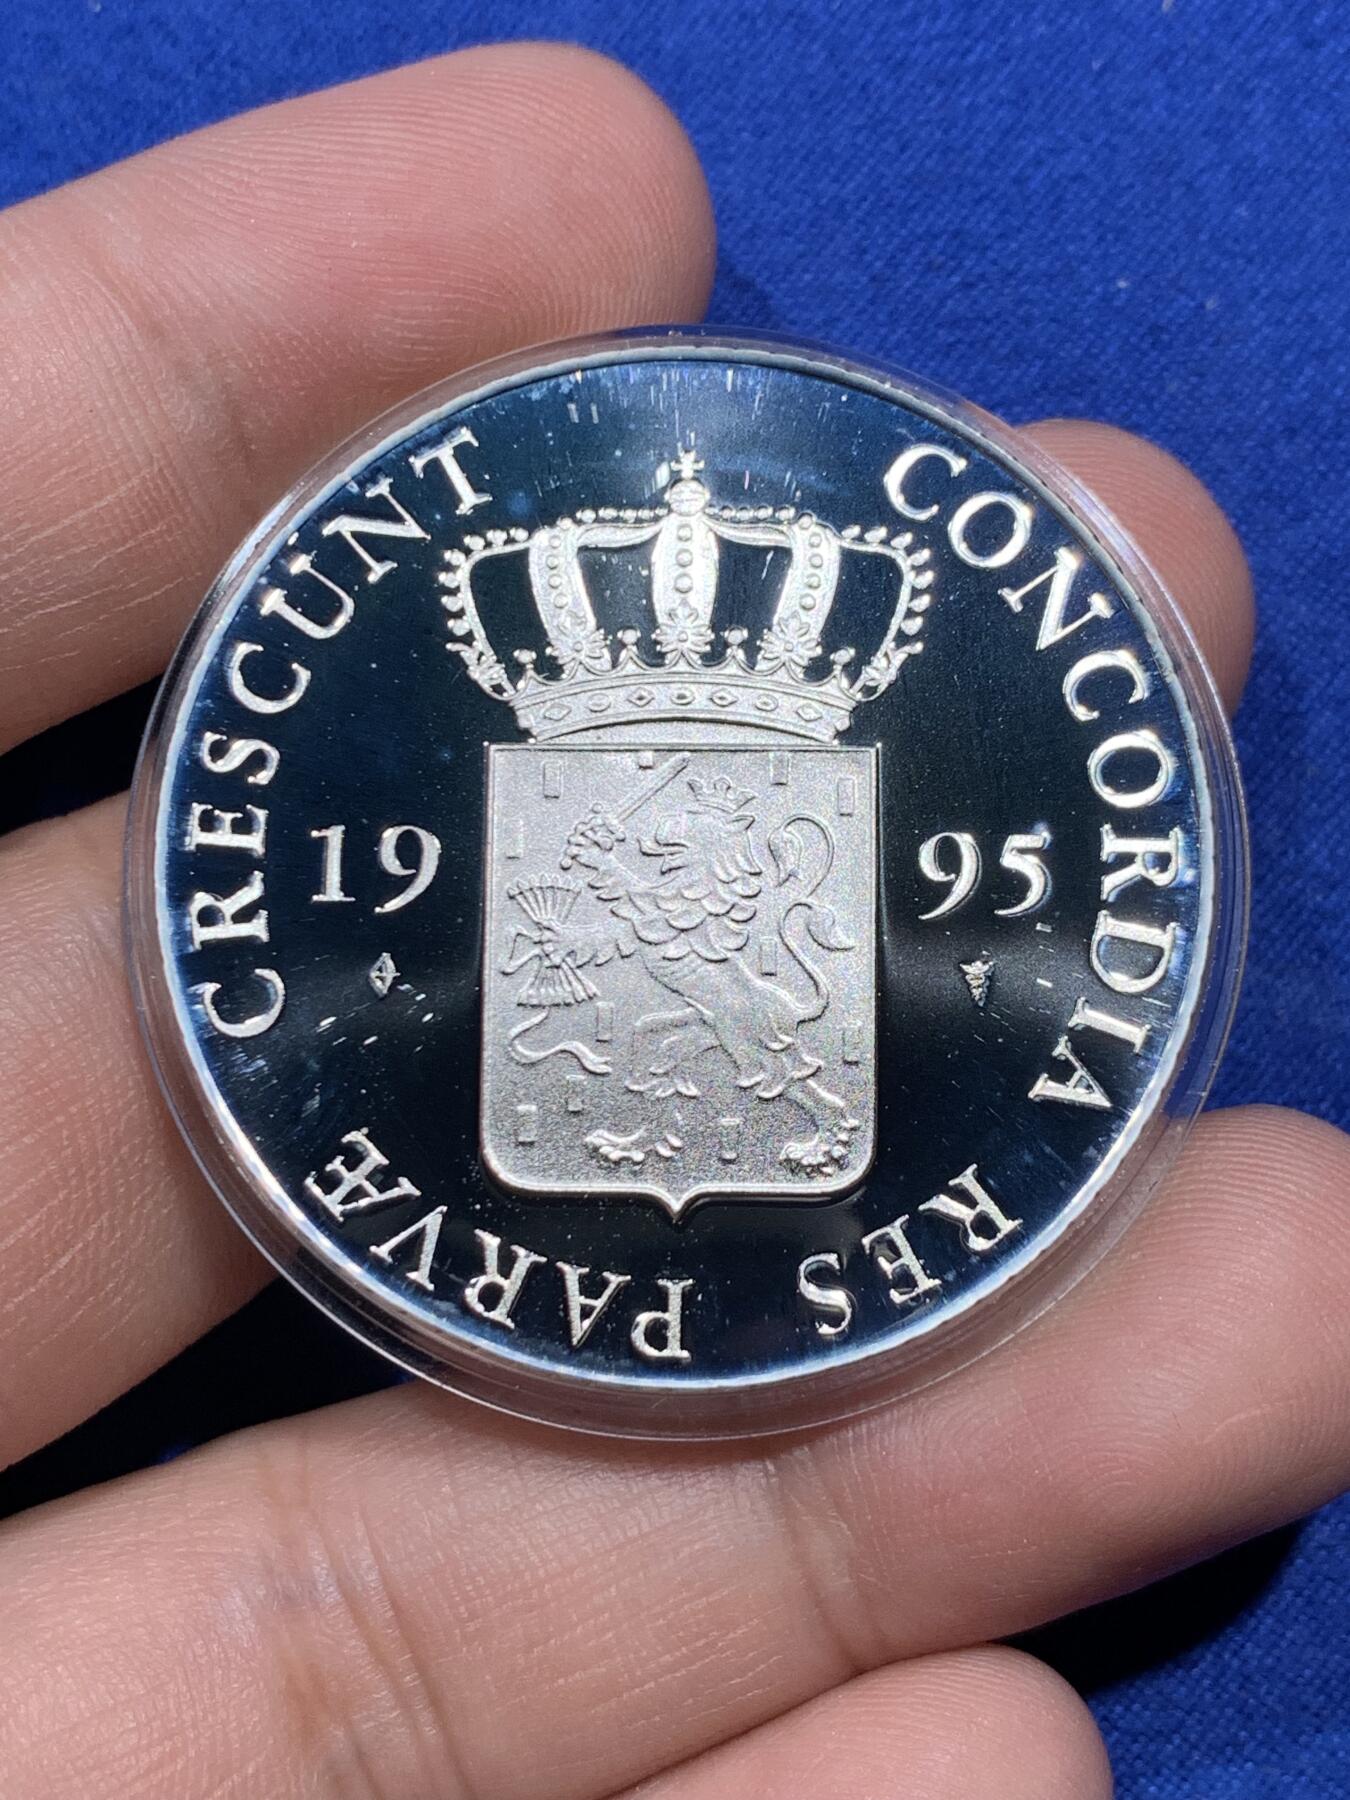 CONCORDIA RES PARVÆ CRESCUNT
19 95